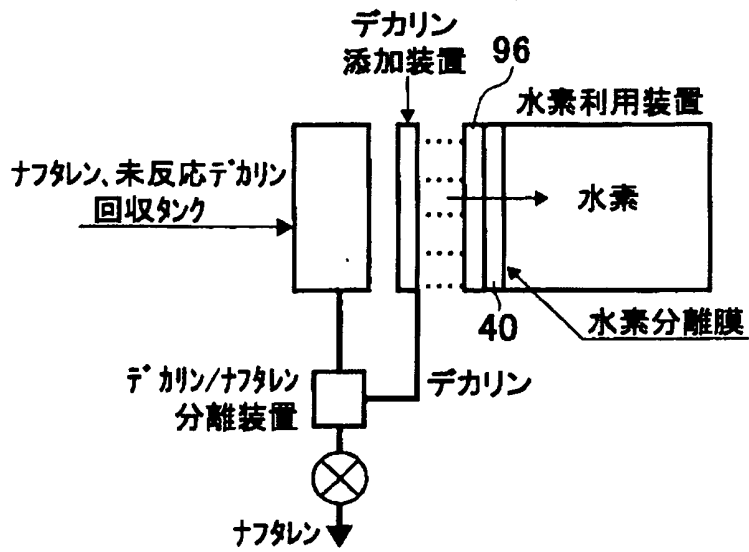 デカリン
添加装置
96
水素利用装置
ナフタレン、未反応デカリン
回収タンク
水素
40
水素分離膜
デカリン/ナフタレン
分離装置
デカリン
ナフタレン